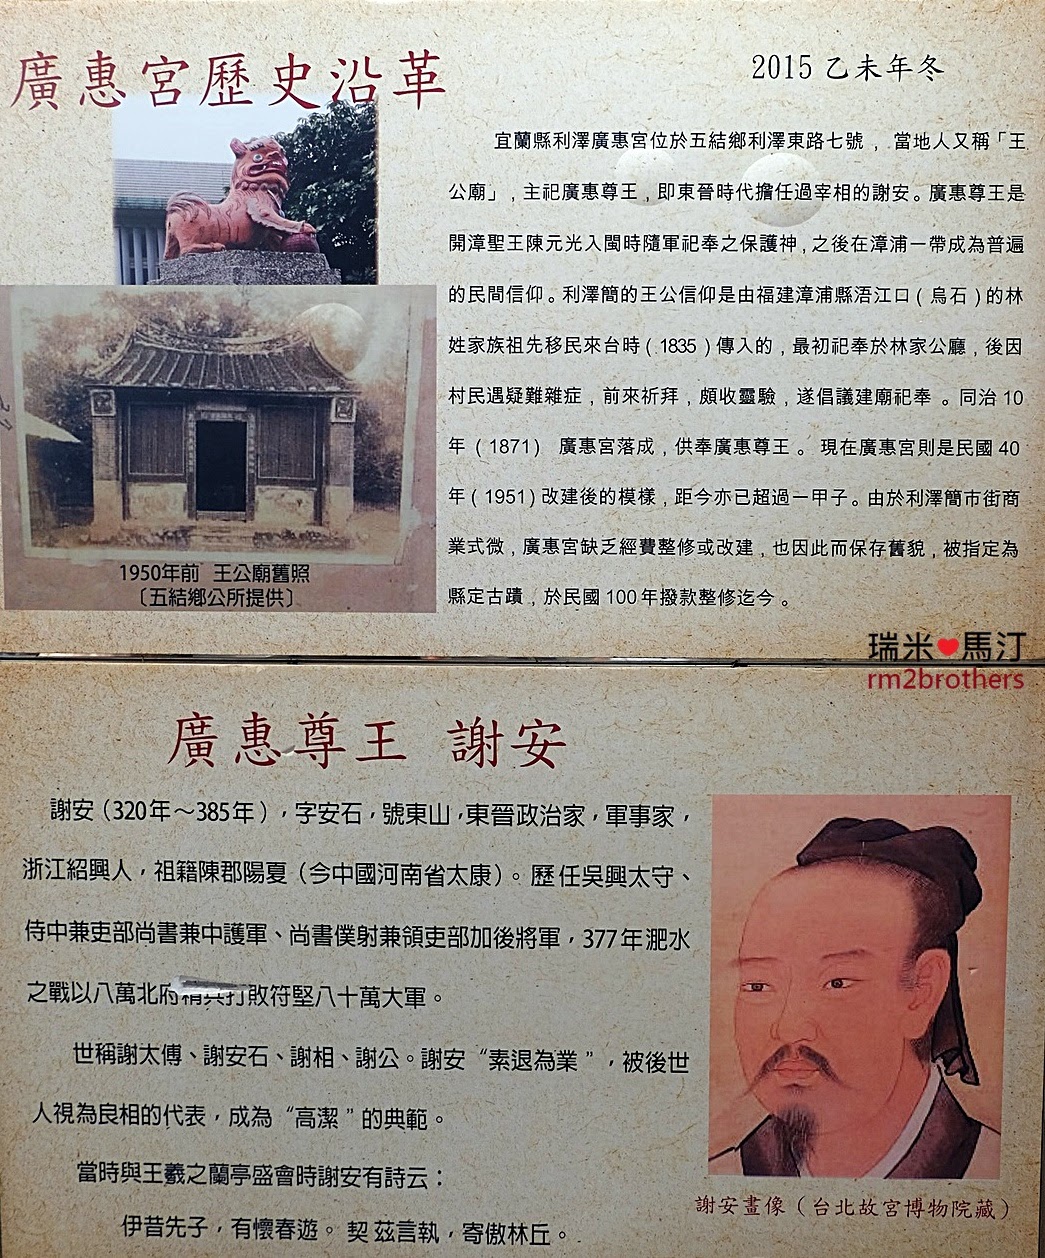 廣惠宮歷史沿革
2015 乙未年冬
宜蘭縣利澤廣惠宮位於五結鄉利澤東路七號，當地人又稱「王
公廟」，主祀廣惠尊王，即東晉時代擔任過宰相的謝安。廣惠尊王是
開漳聖王陳元光入閩時隨軍祀奉之保護神，之後在漳浦一帶成為普遍
的民間信仰。利澤簡的王公信仰是由福建漳浦縣浯江口（烏石）的林
姓家族祖先移民來台時（1835）傳入的，最初祀奉於林家公廳，後因
村民遇疑難雜症，前來祈拜，頗收靈驗，遂倡議建廟祀奉。同治10
年（1871） 廣惠宮落成，供奉廣惠尊王。現在廣惠宮則是民國40
年（1951）改建後的模樣，距今亦已超過一甲子。由於利澤簡市街商
業式微，廣惠宮缺乏經費整修或改建，也因此而保存舊貌，被指定為
縣定古蹟，於民國100年撥款整修迄今。
1950年前 王公廟舊照
〔五結鄉公所提供〕
瑞米❤馬汀
rm2brothers
廣惠尊王 謝安
謝安（320年～385年），字安石，號東山，東晉政治家，軍事家，
浙江紹興人，祖籍陳郡陽夏（今中國河南省太康）。歷任吳興太守、
侍中兼吏部尚書兼中護軍、尚書僕射兼領吏部加後將軍，377年淝水
之戰以八萬北府精兵打敗符堅八十萬大軍。
世稱謝太傅、謝安石、謝相、謝公。謝安“素退為業”，被後世
人視為良相的代表，成為“高潔”的典範。
當時與王羲之蘭亭盛會時謝安有詩云：
伊昔先子，有懷春遊。契茲言執，寄傲林丘。
謝安畫像（台北故宮博物院藏）